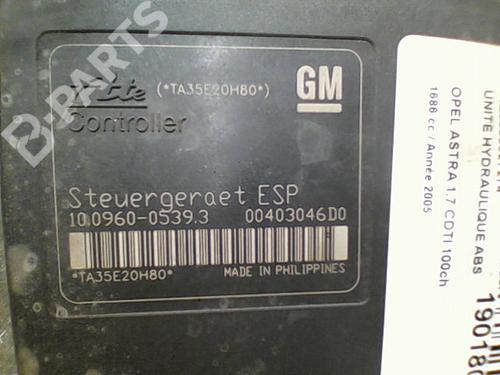 B-PARTS
Ate (*TA35E20H80*)
GM
Controller
Steuergeraet ESP
10.0960-0539.3 00403046D0
*TA35E20H80*
MADE IN PHILIPPINES
UNITE HYDRAULIQUE ABS
OPEL ASTRA 1.7 CDTI 100ch
1686 cc / Année 2005